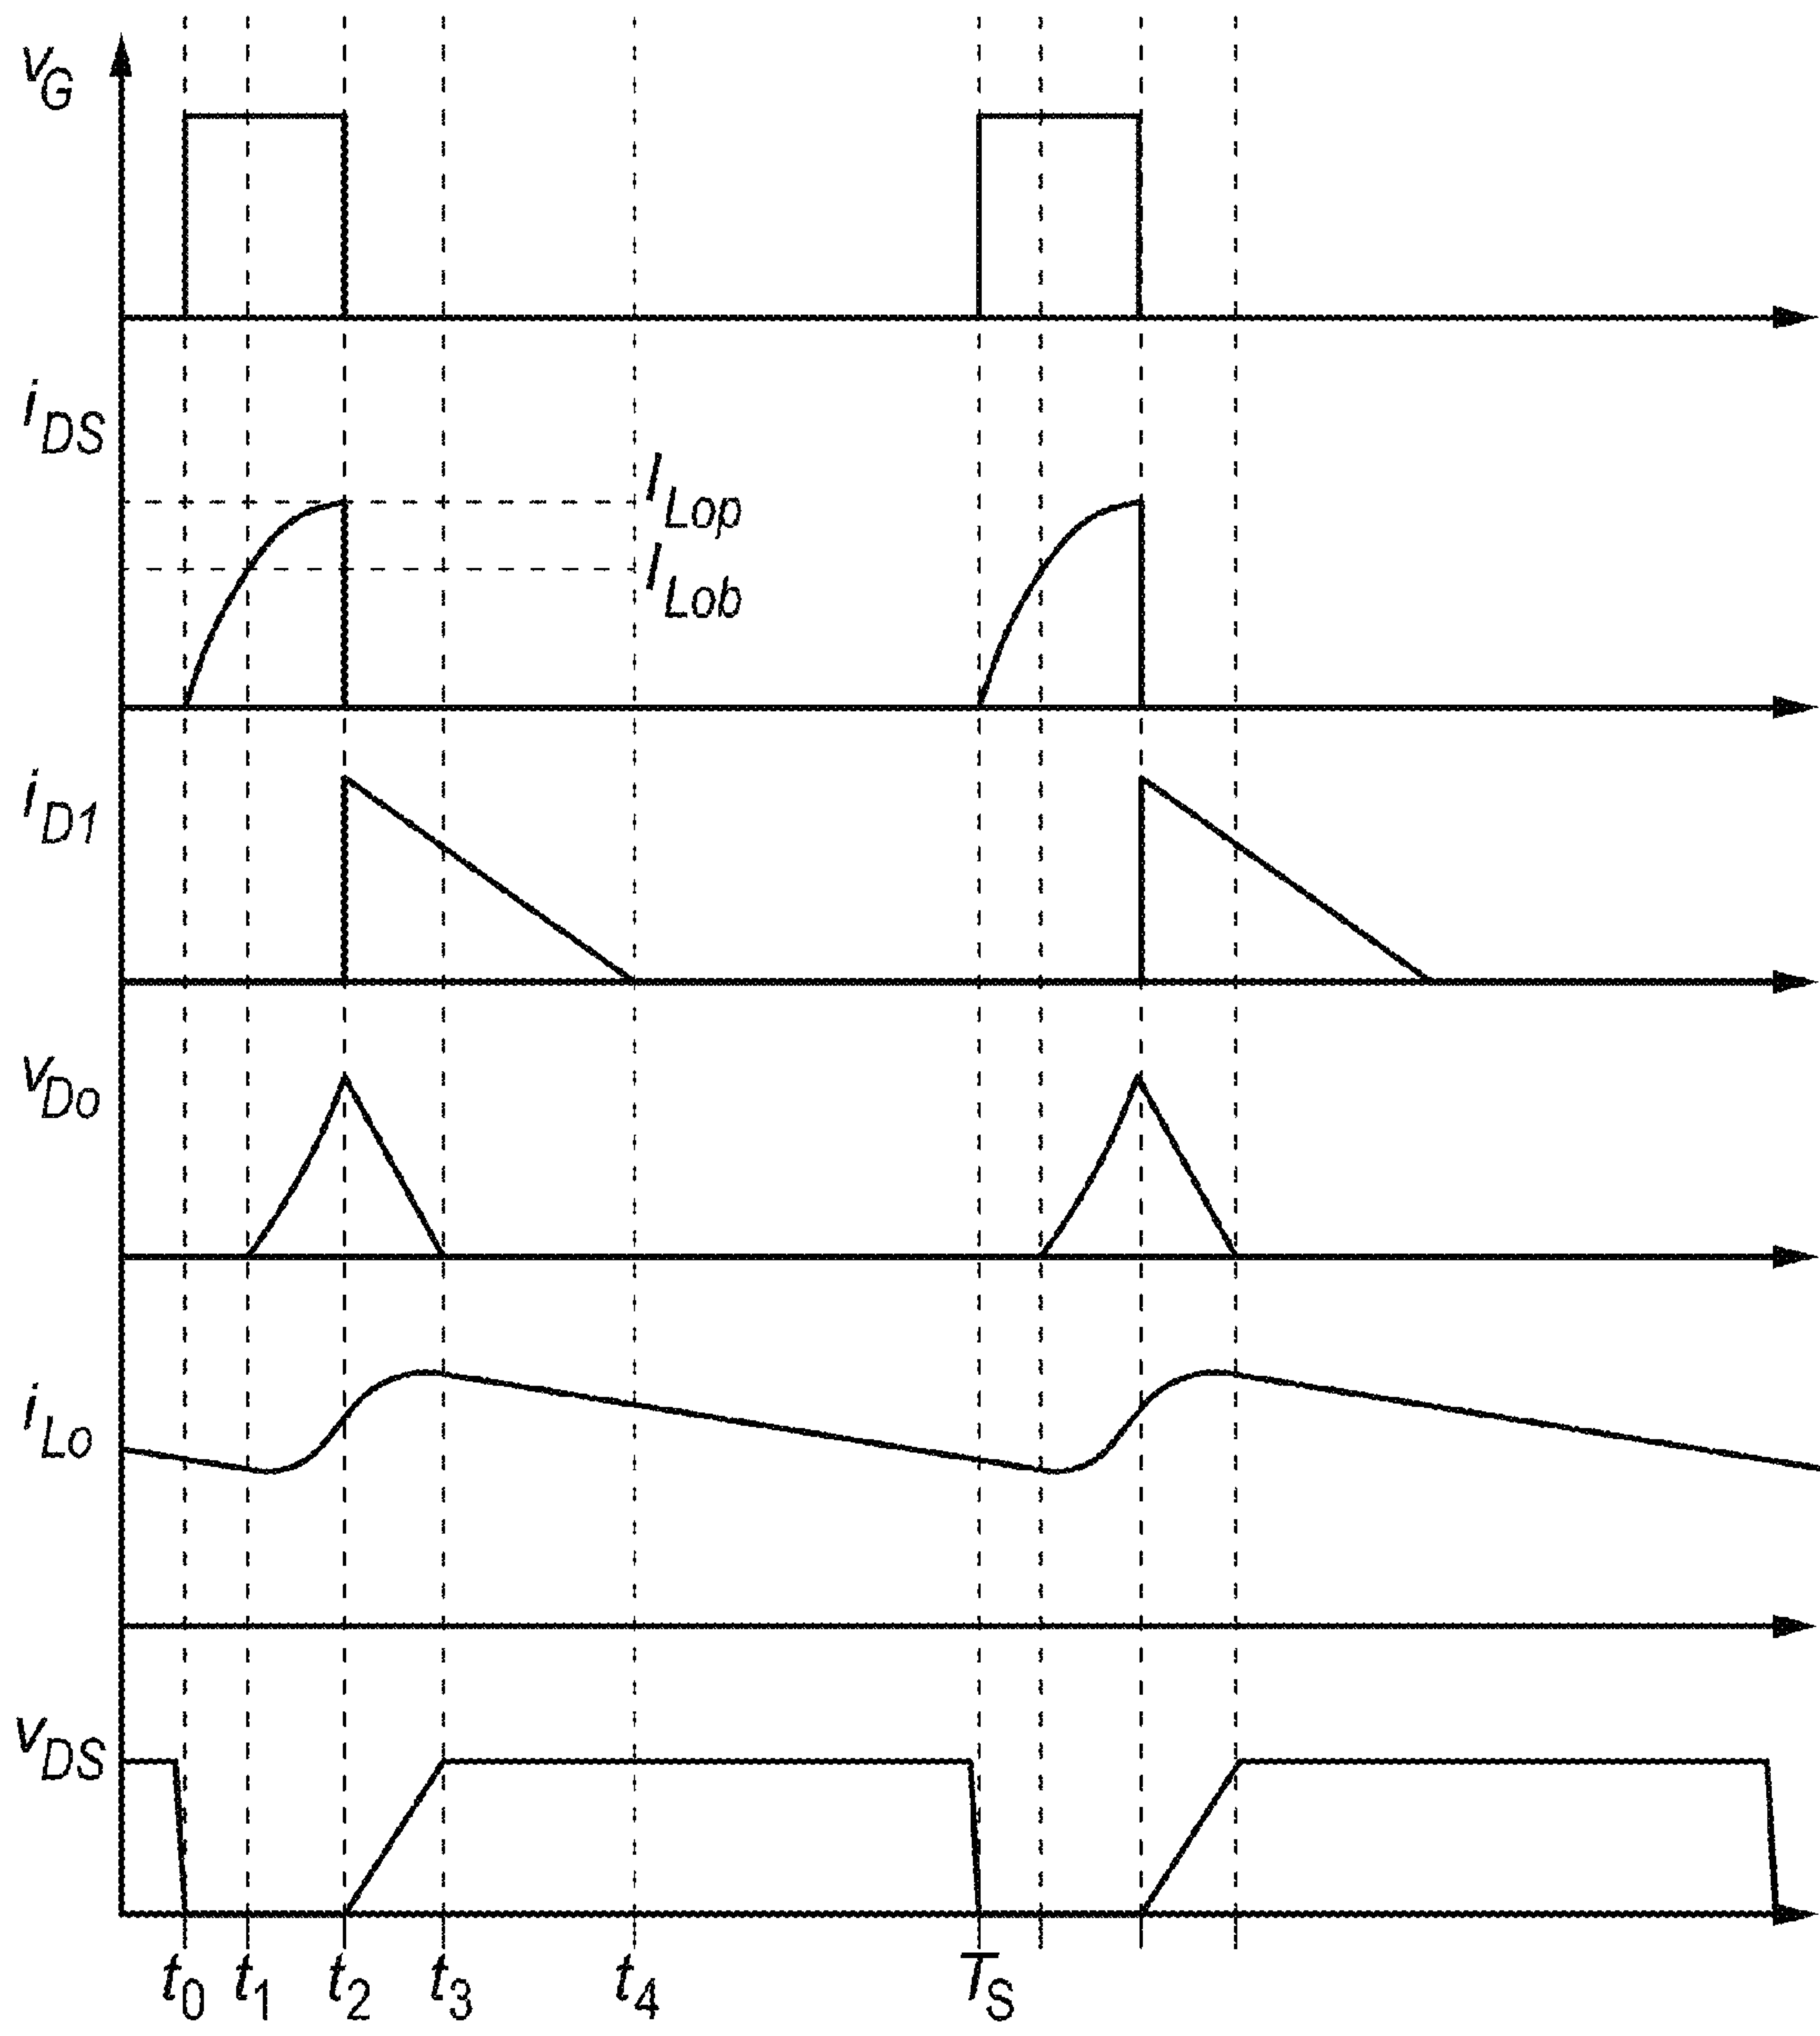 vG
iDS
ILop
ILob
iD1
vDo
iLo
vDS
t0 t1 t2 t3 t4 TS